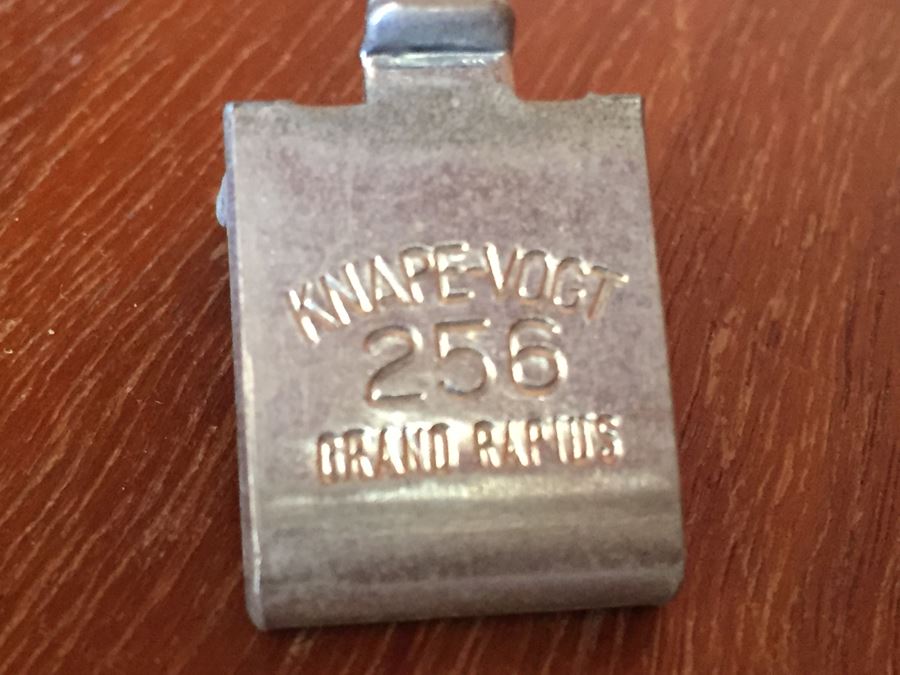 KNAPE-VOGT
256
GRAND RAPIDS